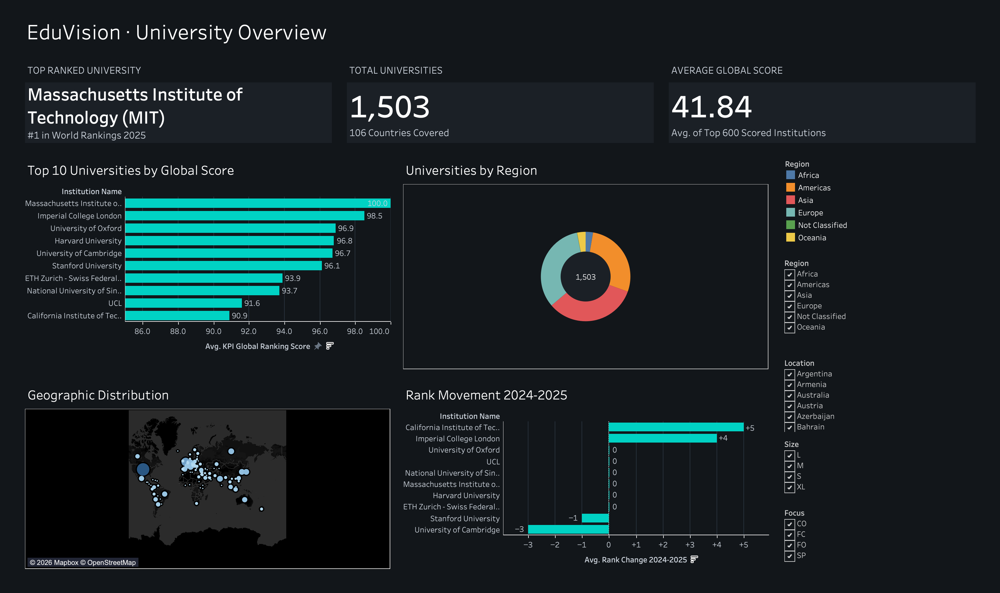 EduVision · University Overview
TOP RANKED UNIVERSITY
Massachusetts Institute of
Technology (MIT)
#1 in World Rankings 2025
TOTAL UNIVERSITIES
1,503
106 Countries Covered
AVERAGE GLOBAL SCORE
41.84
Avg. of Top 600 Scored Institutions
Top 10 Universities by Global Score
Institution Name
Massachusetts Institute o.. 100.0
Imperial College London 98.5
University of Oxford 96.9
Harvard University 96.8
University of Cambridge 96.7
Stanford University 96.1
ETH Zurich - Swiss Federal.. 93.9
National University of Sin.. 93.7
UCL 91.6
California Institute of Tec.. 90.9
86.0 88.0 90.0 92.0 94.0 96.0 98.0 100.0
Avg. KPI Global Ranking Score
Universities by Region
1,503
Region
Africa
Americas
Asia
Europe
Not Classified
Oceania
Region
Africa
Americas
Asia
Europe
Not Classified
Oceania
Location
Argentina
Armenia
Australia
Austria
Azerbaijan
Bahrain
Size
L
M
S
XL
Focus
CO
FC
FO
SP
Geographic Distribution
© 2026 Mapbox © OpenStreetMap
Rank Movement 2024-2025
Institution Name
California Institute of Tec.. +5
Imperial College London +4
University of Oxford 0
UCL 0
National University of Sin.. 0
Massachusetts Institute o.. 0
Harvard University 0
ETH Zurich - Swiss Federal.. 0
Stanford University −1
University of Cambridge −3
−3 −2 −1 0 +1 +2 +3 +4 +5
Avg. Rank Change 2024-2025